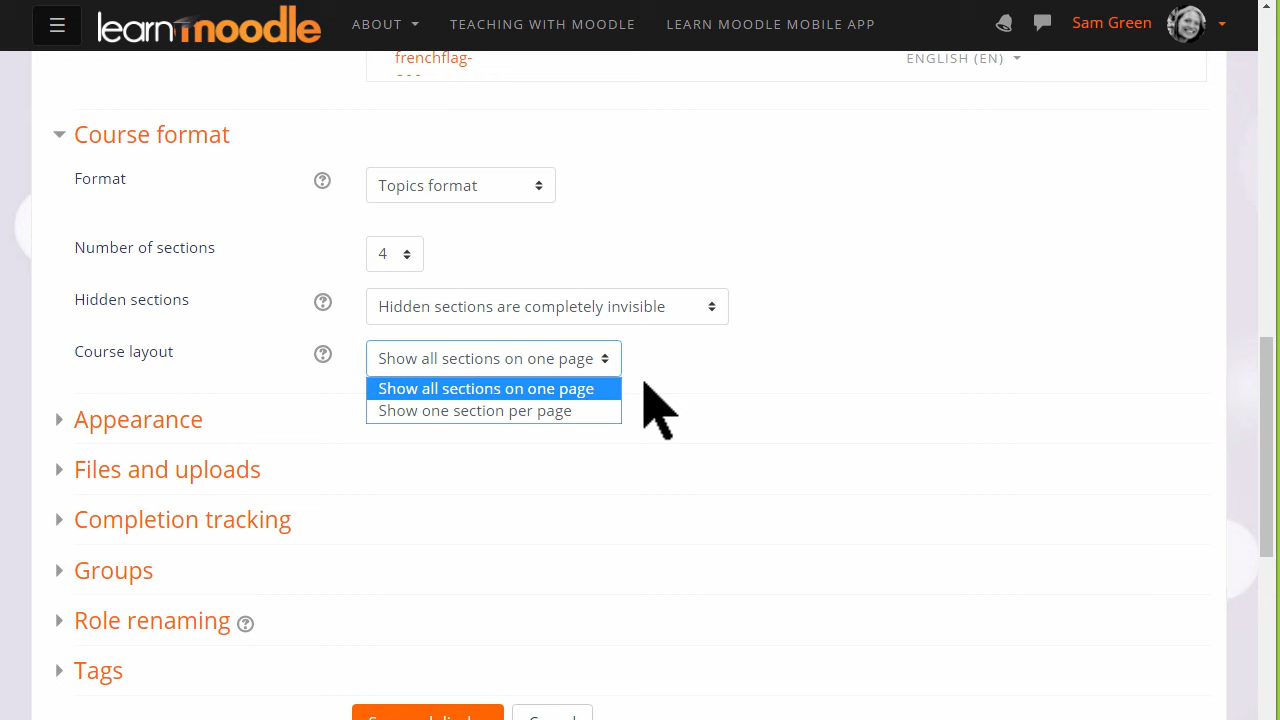 learn moodle
ABOUT
TEACHING WITH MOODLE
LEARN MOODLE MOBILE APP
Sam Green
frenchflag-
ENGLISH (EN)
Course format
Format
Topics format
Number of sections
4
Hidden sections
Hidden sections are completely invisible
Course layout
Show all sections on one page
Show all sections on one page
Show one section per page
Appearance
Files and uploads
Completion tracking
Groups
Role renaming
Tags